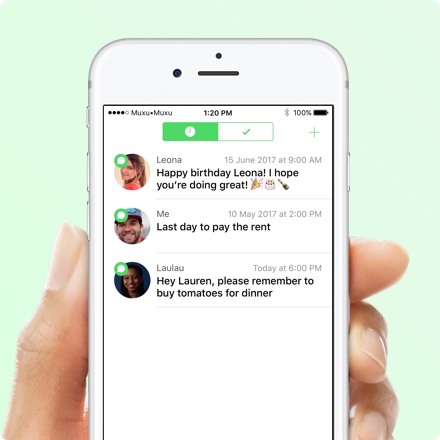 Muxu•Muxu 1:20 PM 100%
Leona 15 June 2017 at 9:00 AM
Happy birthday Leona! I hope
you're doing great! 🎉🎂🍾
Me 10 May 2017 at 2:00 PM
Last day to pay the rent
Laulau Today at 6:00 PM
Hey Lauren, please remember to
buy tomatoes for dinner